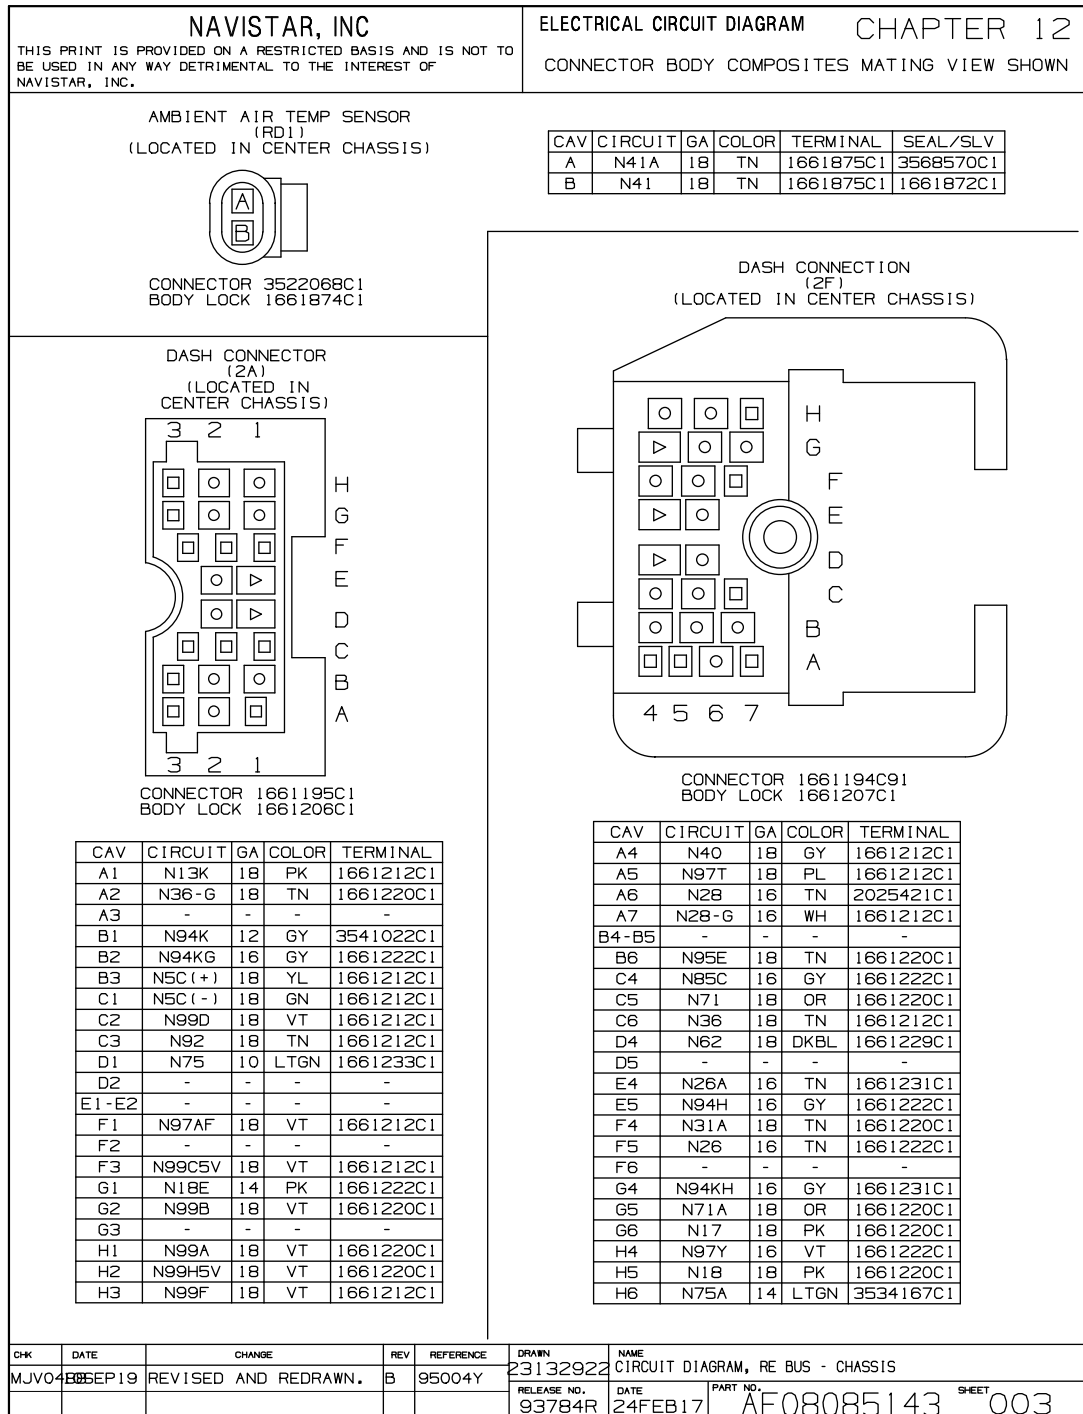 NAVISTAR, INC
THIS PRINT IS PROVIDED ON A RESTRICTED BASIS AND IS NOT TO
BE USED IN ANY WAY DETRIMENTAL TO THE INTEREST OF
NAVISTAR, INC.
ELECTRICAL CIRCUIT DIAGRAM CHAPTER 12
CONNECTOR BODY COMPOSITES MATING VIEW SHOWN
AMBIENT AIR TEMP SENSOR
(RD1)
(LOCATED IN CENTER CHASSIS)
A
B
CONNECTOR 3522068C1
BODY LOCK 1661874C1
CAV CIRCUIT GA COLOR TERMINAL SEAL/SLV
A N41A 18 TN 1661875C1 3568570C1
B N41 18 TN 1661875C1 1661872C1
DASH CONNECTOR
(2A)
(LOCATED IN
CENTER CHASSIS)
3 2 1
H
G
F
E
D
C
B
A
3 2 1
CONNECTOR 1661195C1
BODY LOCK 1661206C1
CAV CIRCUIT GA COLOR TERMINAL
A1 N13K 18 PK 1661212C1
A2 N36-G 18 TN 1661220C1
A3 - - - -
B1 N94K 12 GY 3541022C1
B2 N94KG 16 GY 1661222C1
B3 N5C(+) 18 YL 1661212C1
C1 N5C(-) 18 GN 1661212C1
C2 N99D 18 VT 1661212C1
C3 N92 18 TN 1661212C1
D1 N75 10 LTGN 1661233C1
D2 - - - -
E1-E2 - - - -
F1 N97AF 18 VT 1661212C1
F2 - - - -
F3 N99C5V 18 VT 1661212C1
G1 N18E 14 PK 1661222C1
G2 N99B 18 VT 1661220C1
G3 - - - -
H1 N99A 18 VT 1661220C1
H2 N99H5V 18 VT 1661220C1
H3 N99F 18 VT 1661212C1
DASH CONNECTION
(2F)
(LOCATED IN CENTER CHASSIS)
H
G
F
E
D
C
B
A
4 5 6 7
CONNECTOR 1661194C91
BODY LOCK 1661207C1
CAV CIRCUIT GA COLOR TERMINAL
A4 N40 18 GY 1661212C1
A5 N97T 18 PL 1661212C1
A6 N28 16 TN 2025421C1
A7 N28-G 16 WH 1661212C1
B4-B5 - - - -
B6 N95E 18 TN 1661220C1
C4 N85C 16 GY 1661222C1
C5 N71 18 OR 1661220C1
C6 N36 18 TN 1661212C1
D4 N62 18 DKBL 1661229C1
D5 - - - -
E4 N26A 16 TN 1661231C1
E5 N94H 16 GY 1661222C1
F4 N31A 18 TN 1661220C1
F5 N26 16 TN 1661222C1
F6 - - - -
G4 N94KH 16 GY 1661231C1
G5 N71A 18 OR 1661220C1
G6 N17 18 PK 1661220C1
H4 N97Y 16 VT 1661222C1
H5 N18 18 PK 1661220C1
H6 N75A 14 LTGN 3534167C1
CHK DATE CHANGE REV REFERENCE
REVISED AND REDRAWN. B 95004Y
DRAWN
23132922
NAME
CIRCUIT DIAGRAM, RE BUS - CHASSIS
RELEASE NO.
93784R
DATE
24FEB17
PART NO.
AF08085143
SHEET
003